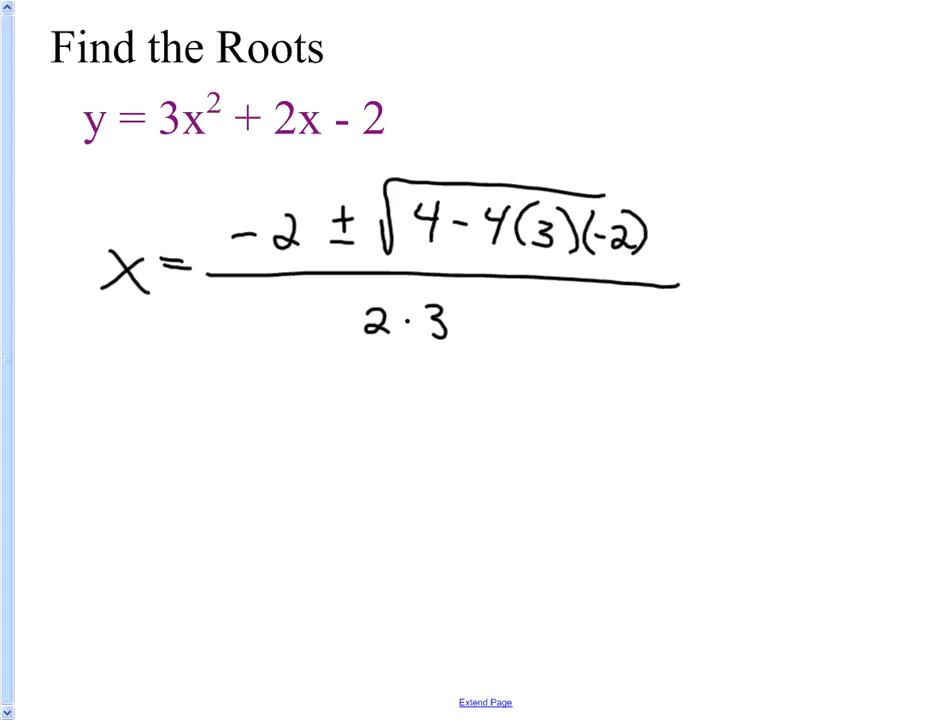 Find the Roots
y = 3x² + 2x - 2
x = (-2 ± √(4 - 4(3)(-2))) / (2 · 3)
Extend Page